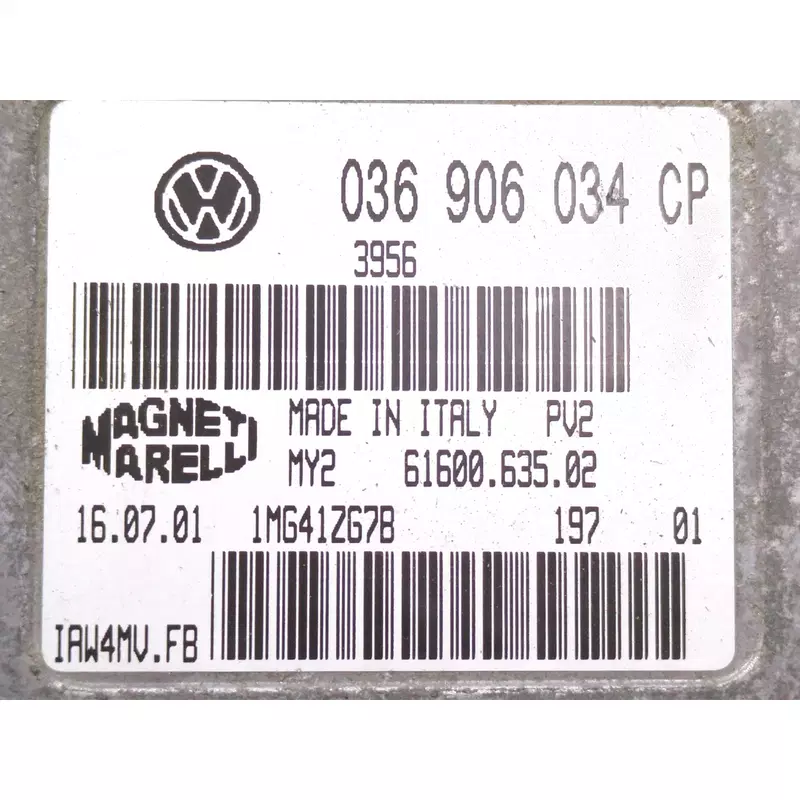 036 906 034 CP
3956
MAGNETI MARELLI
MADE IN ITALY PV2
MY2 61600.635.02
16.07.01 1MG41ZG7B 197 01
IAW4MV.FB